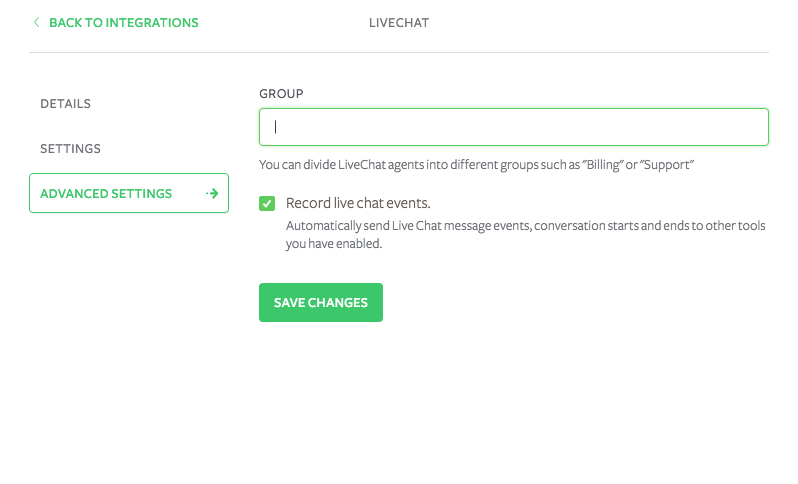 BACK TO INTEGRATIONS
LIVECHAT
DETAILS
SETTINGS
ADVANCED SETTINGS
GROUP
You can divide LiveChat agents into different groups such as "Billing" or "Support"
Record live chat events.
Automatically send Live Chat message events, conversation starts and ends to other tools
you have enabled.
SAVE CHANGES